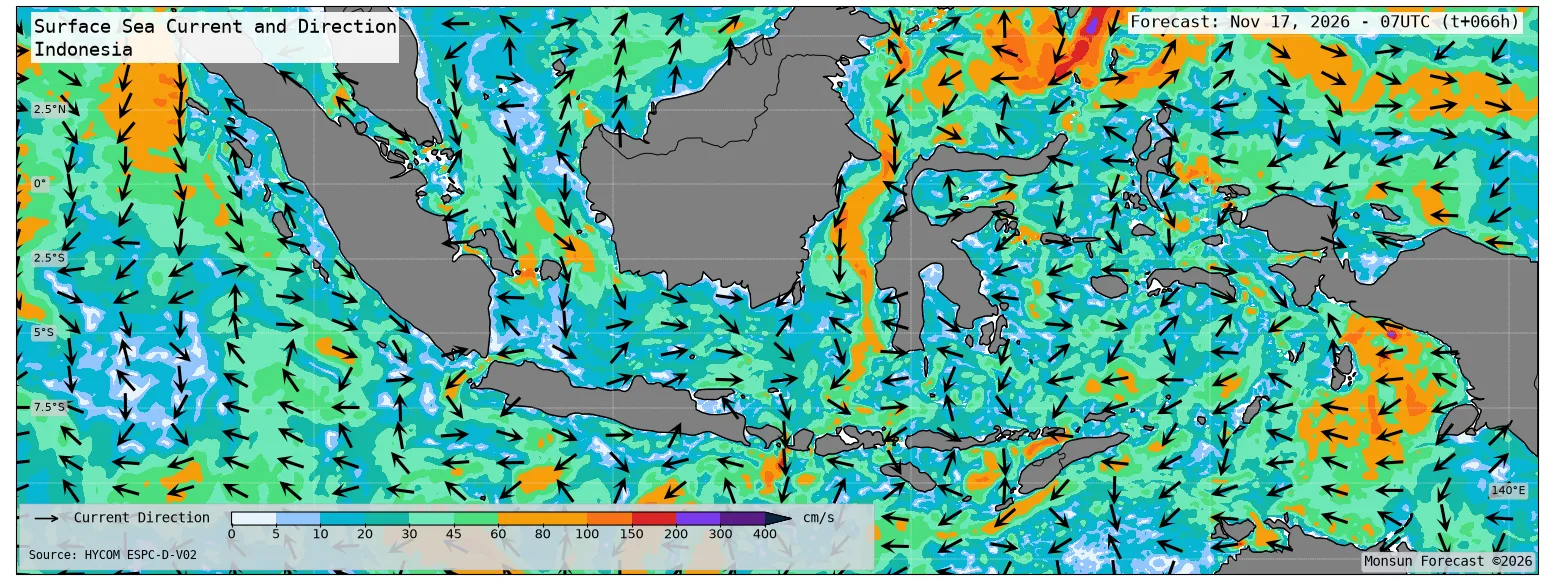 Surface Sea Current and Direction
Indonesia
Forecast: Nov 17, 2026 - 07UTC (t+066h)
2.5°N
0°
2.5°S
5°S
7.5°S
140°E
Current Direction
0 5 10 20 30 45 60 80 100 150 200 300 400 cm/s
Source: HYCOM ESPC-D-V02
Monsun Forecast ©2026